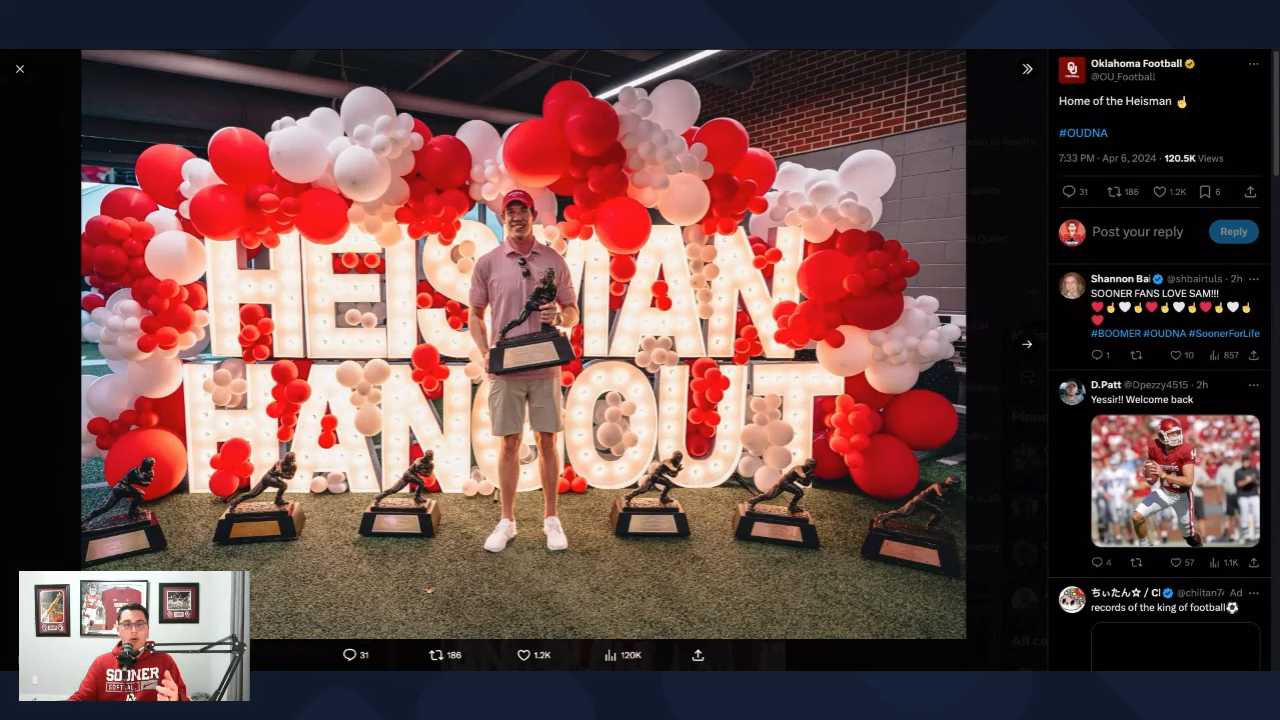 HEISMAN
HANGOUT
Oklahoma Football
@OU_Football
Home of the Heisman ☝
#OUDNA
7:33 PM · Apr 6, 2024 · 120.5K Views
31 186 1.2K 6
Post your reply
Reply
Shannon Bai @shbairtuls · 2h
SOONER FANS LOVE SAM!!!
#BOOMER #OUDNA #SoonerForLife
1 10 857
D.Patt @Dpezzy4515 · 2h
Yessir!! Welcome back
4 57 1.1K
ちぃたん☆ / Cl @chiitan7 Ad
records of the king of football⚽
31 186 1.2K 120K
SOONER
SOFTBALL